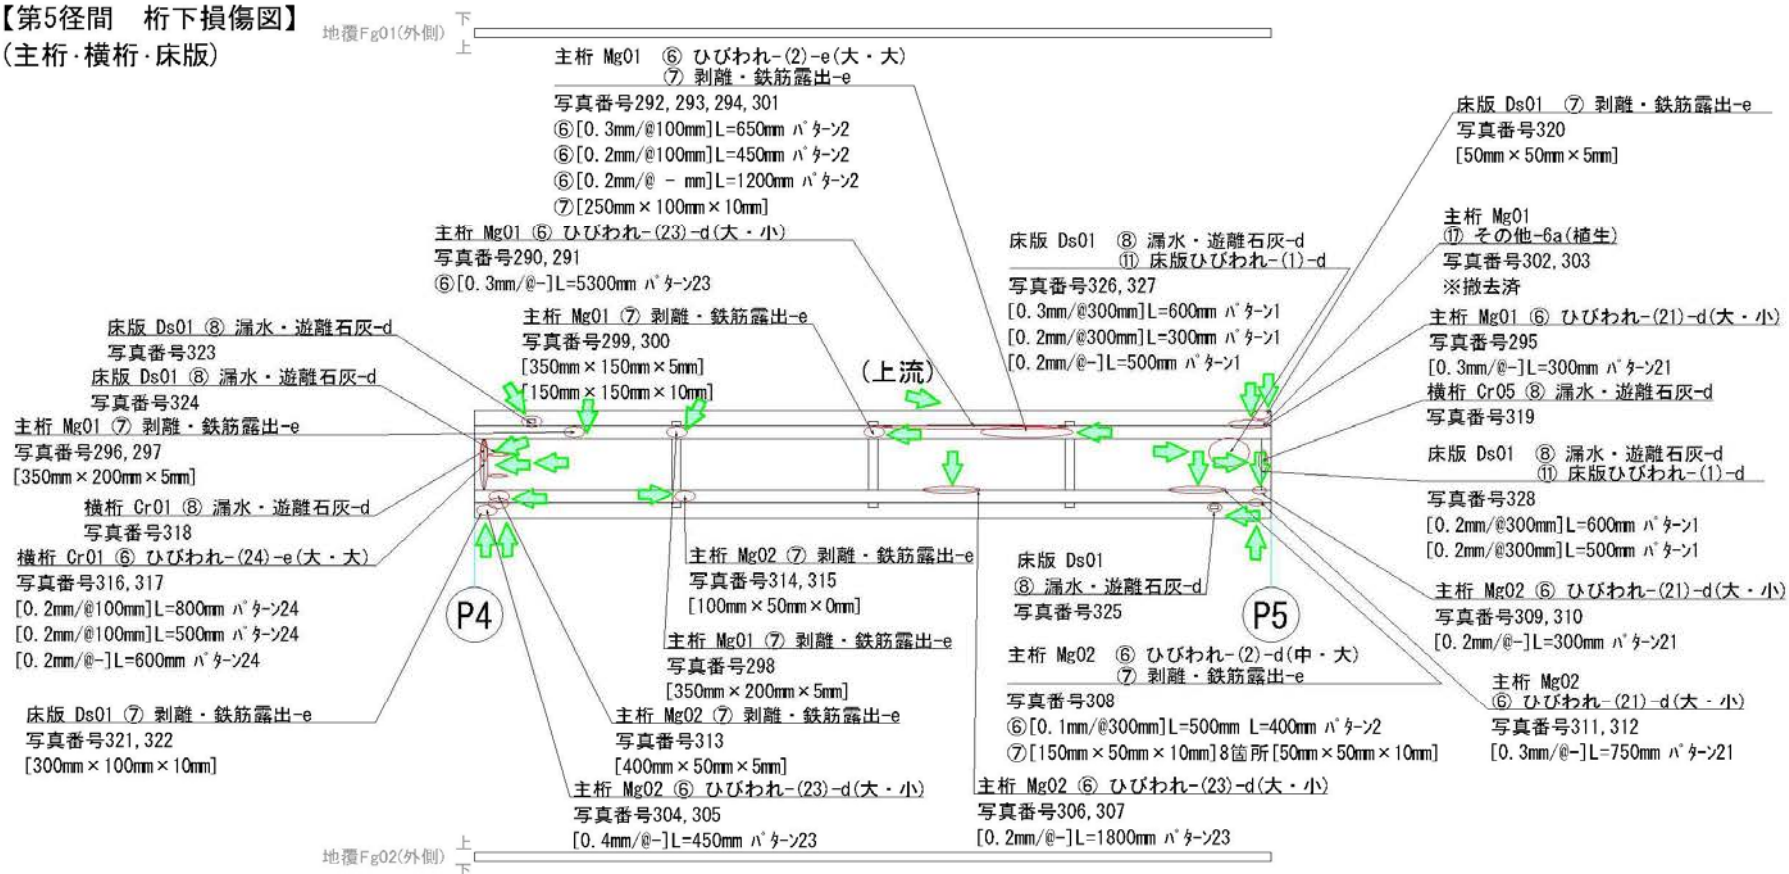 【第5径間　桁下損傷図】
(主桁·横桁·床版)
地覆Fg01(外側)
下
上
主桁 Mg01 ⑥ ひびわれ-(2)-e(大・大)
⑦ 剥離・鉄筋露出-e
写真番号292, 293, 294, 301
⑥[0.3mm/@100mm]L=650mm ﾊﾟﾀｰﾝ2
⑥[0.2mm/@100mm]L=450mm ﾊﾟﾀｰﾝ2
⑥[0.2mm/@ - mm]L=1200mm ﾊﾟﾀｰﾝ2
⑦[250mm×100mm×10mm]
床版 Ds01 ⑦ 剥離・鉄筋露出-e
写真番号320
[50mm×50mm×5mm]
主桁 Mg01 ⑥ ひびわれ-(23)-d(大・小)
写真番号290, 291
⑥[0.3mm/@-]L=5300mm ﾊﾟﾀｰﾝ23
床版 Ds01 ⑧ 漏水・遊離石灰-d
⑪ 床版ひびわれ-(1)-d
写真番号326, 327
[0.3mm/@300mm]L=600mm ﾊﾟﾀｰﾝ1
[0.2mm/@300mm]L=300mm ﾊﾟﾀｰﾝ1
[0.2mm/@-]L=500mm ﾊﾟﾀｰﾝ1
主桁 Mg01
⑰ その他-6a(植生)
写真番号302, 303
※撤去済
床版 Ds01 ⑧ 漏水・遊離石灰-d
写真番号323
床版 Ds01 ⑧ 漏水・遊離石灰-d
写真番号324
主桁 Mg01 ⑦ 剥離・鉄筋露出-e
写真番号299, 300
[350mm×150mm×5mm]
[150mm×150mm×10mm]
(上流)
主桁 Mg01 ⑥ ひびわれ-(21)-d(大・小)
写真番号295
[0.3mm/@-]L=300mm ﾊﾟﾀｰﾝ21
横桁 Cr05 ⑧ 漏水・遊離石灰-d
写真番号319
主桁 Mg01 ⑦ 剥離・鉄筋露出-e
写真番号296, 297
[350mm×200mm×5mm]
横桁 Cr01 ⑧ 漏水・遊離石灰-d
写真番号318
横桁 Cr01 ⑥ ひびわれ-(24)-e(大・大)
写真番号316, 317
[0.2mm/@100mm]L=800mm ﾊﾟﾀｰﾝ24
[0.2mm/@100mm]L=500mm ﾊﾟﾀｰﾝ24
[0.2mm/@-]L=600mm ﾊﾟﾀｰﾝ24
床版 Ds01 ⑧ 漏水・遊離石灰-d
⑪ 床版ひびわれ-(1)-d
写真番号328
[0.2mm/@300mm]L=600mm ﾊﾟﾀｰﾝ1
[0.2mm/@300mm]L=500mm ﾊﾟﾀｰﾝ1
P4
主桁 Mg02 ⑦ 剥離・鉄筋露出-e
写真番号314, 315
[100mm×50mm×0mm]
床版 Ds01
⑧ 漏水・遊離石灰-d
写真番号325
P5
主桁 Mg02 ⑥ ひびわれ-(21)-d(大・小)
写真番号309, 310
[0.2mm/@-]L=300mm ﾊﾟﾀｰﾝ21
主桁 Mg01 ⑦ 剥離・鉄筋露出-e
写真番号298
[350mm×200mm×5mm]
主桁 Mg02 ⑥ ひびわれ-(2)-d(中・大)
⑦ 剥離・鉄筋露出-e
写真番号308
⑥[0.1mm/@300mm]L=500mm L=400mm ﾊﾟﾀｰﾝ2
⑦[150mm×50mm×10mm]8箇所[50mm×50mm×10mm]
主桁 Mg02
⑥ ひびわれ-(21)-d(大・小)
写真番号311, 312
[0.3mm/@-]L=750mm ﾊﾟﾀｰﾝ21
床版 Ds01 ⑦ 剥離・鉄筋露出-e
写真番号321, 322
[300mm×100mm×10mm]
主桁 Mg02 ⑦ 剥離・鉄筋露出-e
写真番号313
[400mm×50mm×5mm]
主桁 Mg02 ⑥ ひびわれ-(23)-d(大・小)
写真番号304, 305
[0.4mm/@-]L=450mm ﾊﾟﾀｰﾝ23
主桁 Mg02 ⑥ ひびわれ-(23)-d(大・小)
写真番号306, 307
[0.2mm/@-]L=1800mm ﾊﾟﾀｰﾝ23
地覆Fg02(外側)
上
下